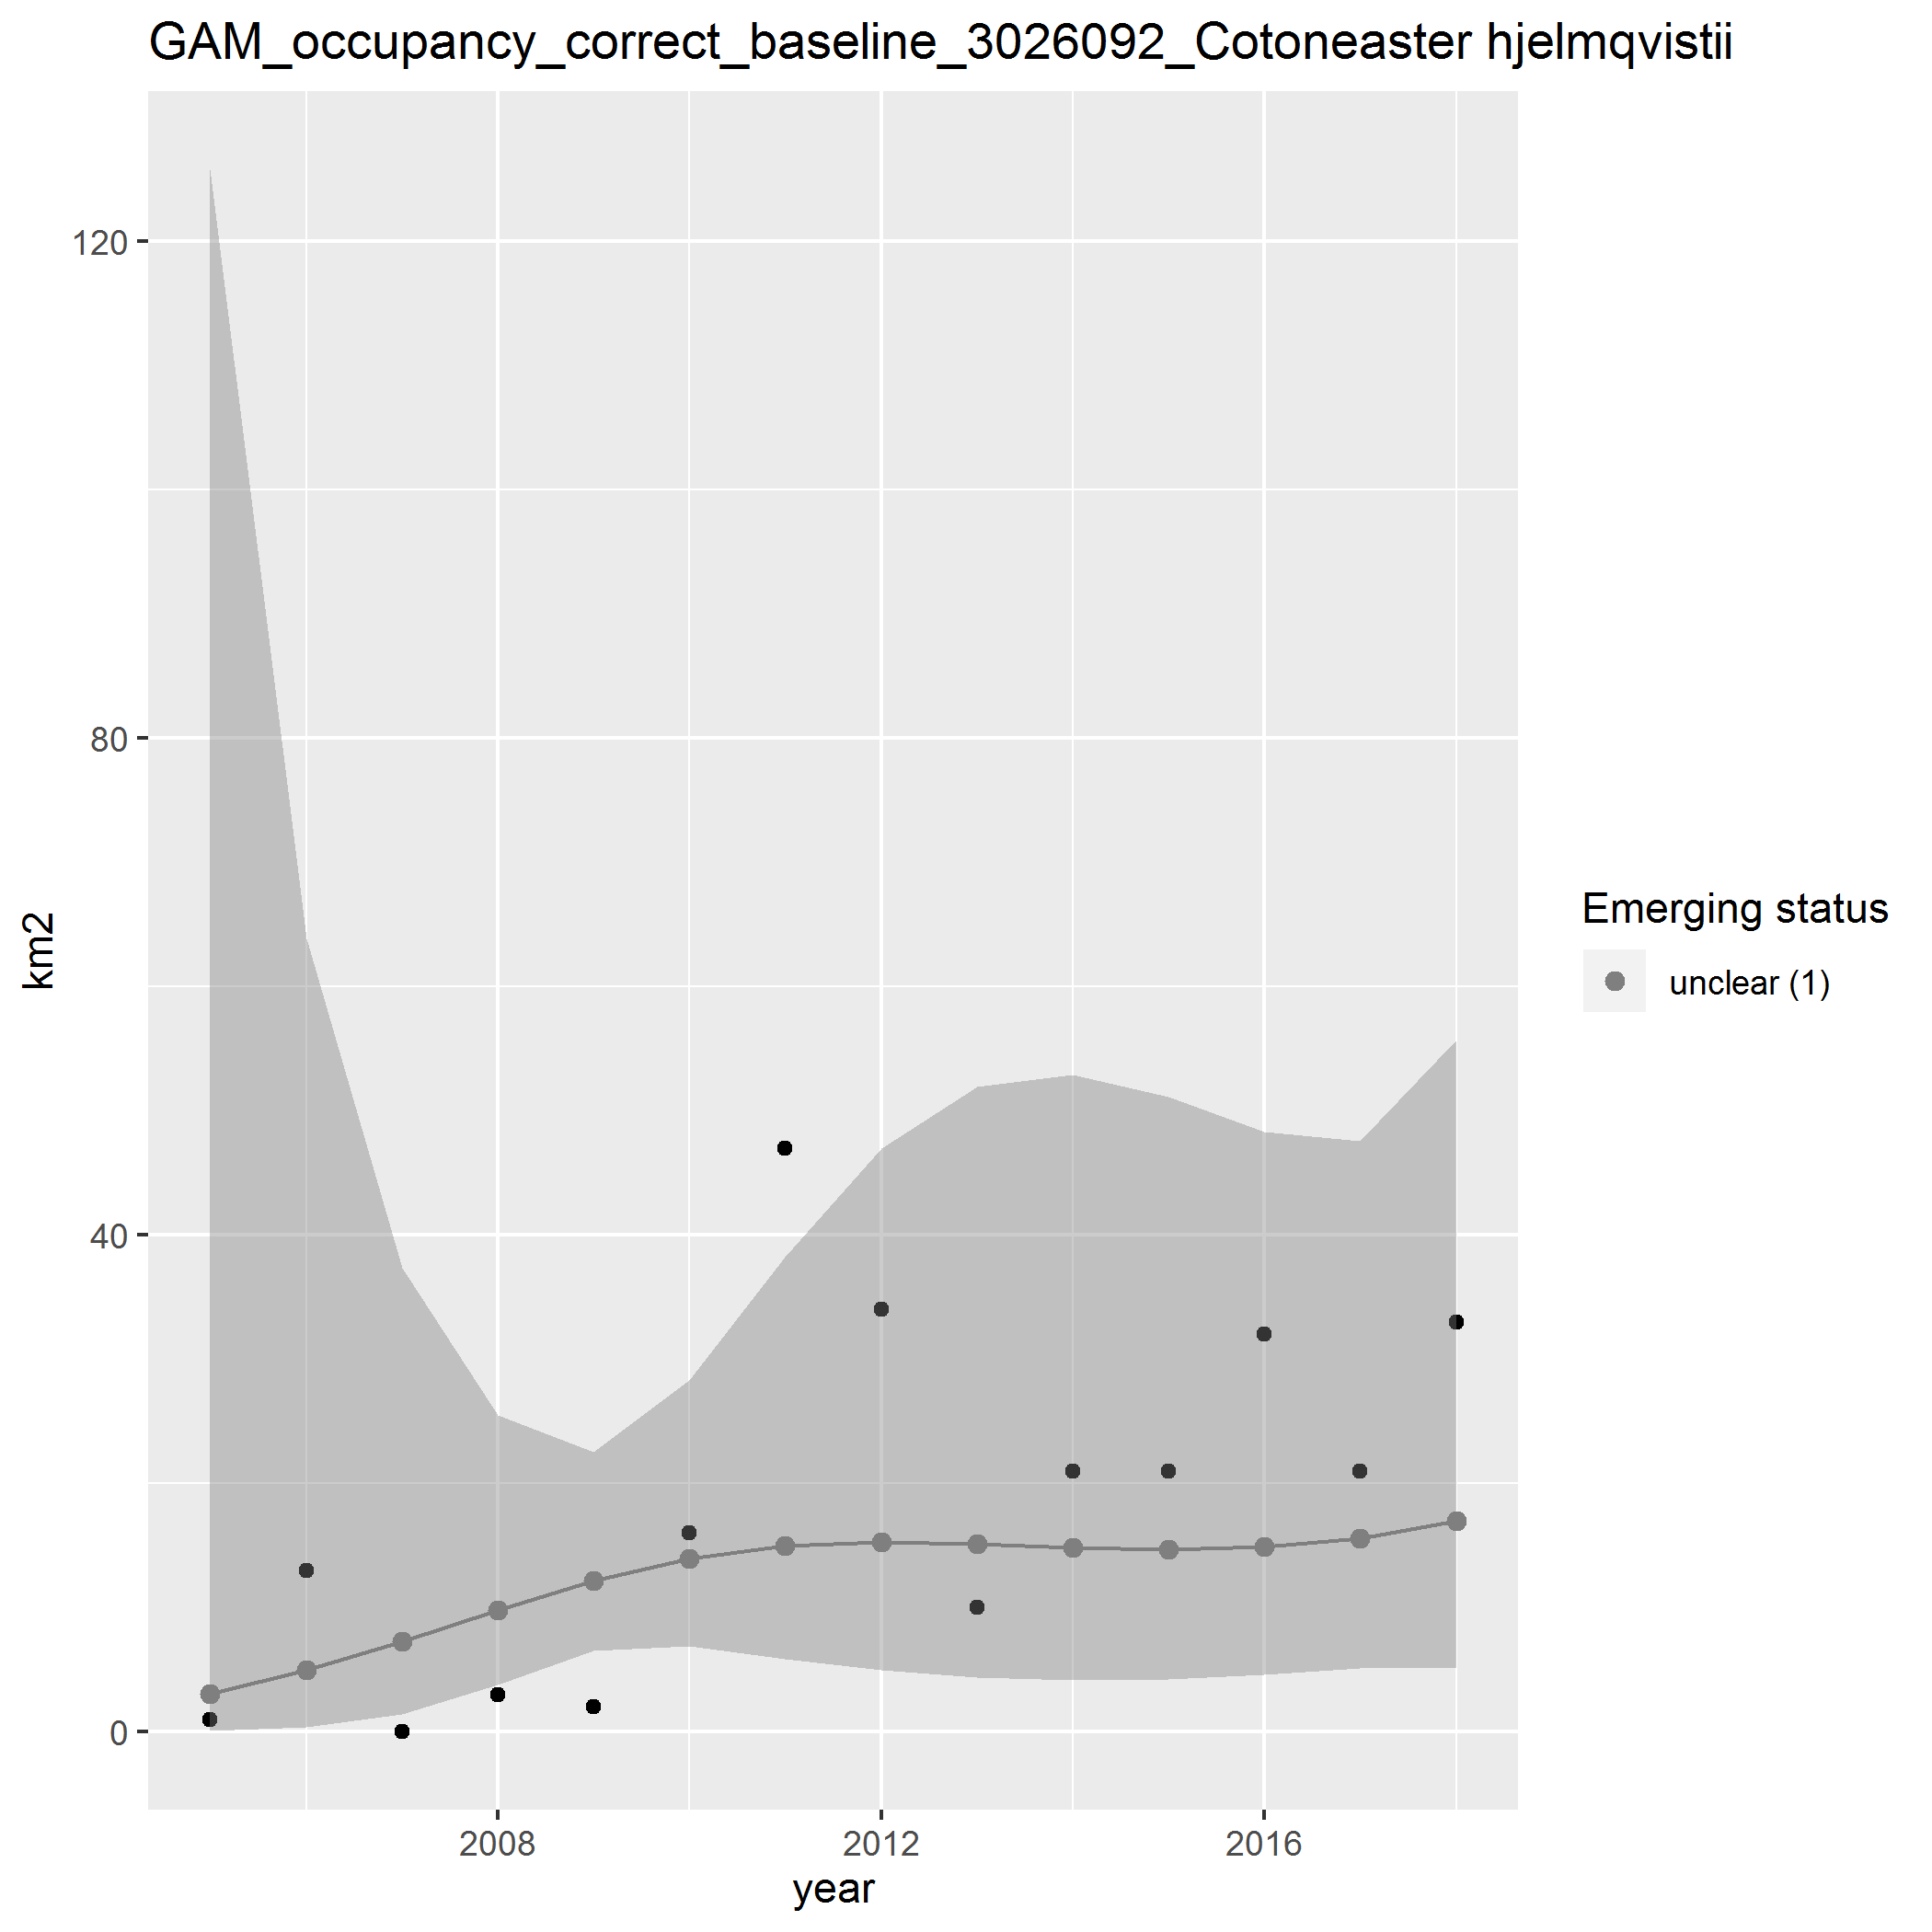 GAM_occupancy_correct_baseline_3026092_Cotoneaster hjelmqvistii
120
80
40
0
km2
2008
2012
2016
year
Emerging status
unclear (1)